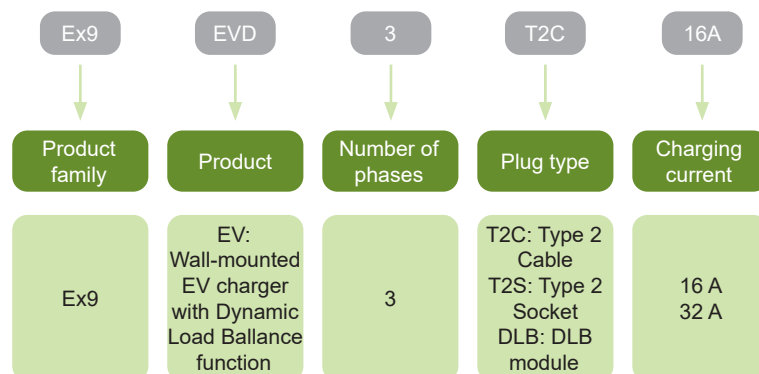 Ex9 EVD 3 T2C 16A
Product family
Product
Number of phases
Plug type
Charging current
Ex9
EV:
Wall-mounted
EV charger
with Dynamic
Load Ballance
function
3
T2C: Type 2
Cable
T2S: Type 2
Socket
DLB: DLB
module
16 A
32 A